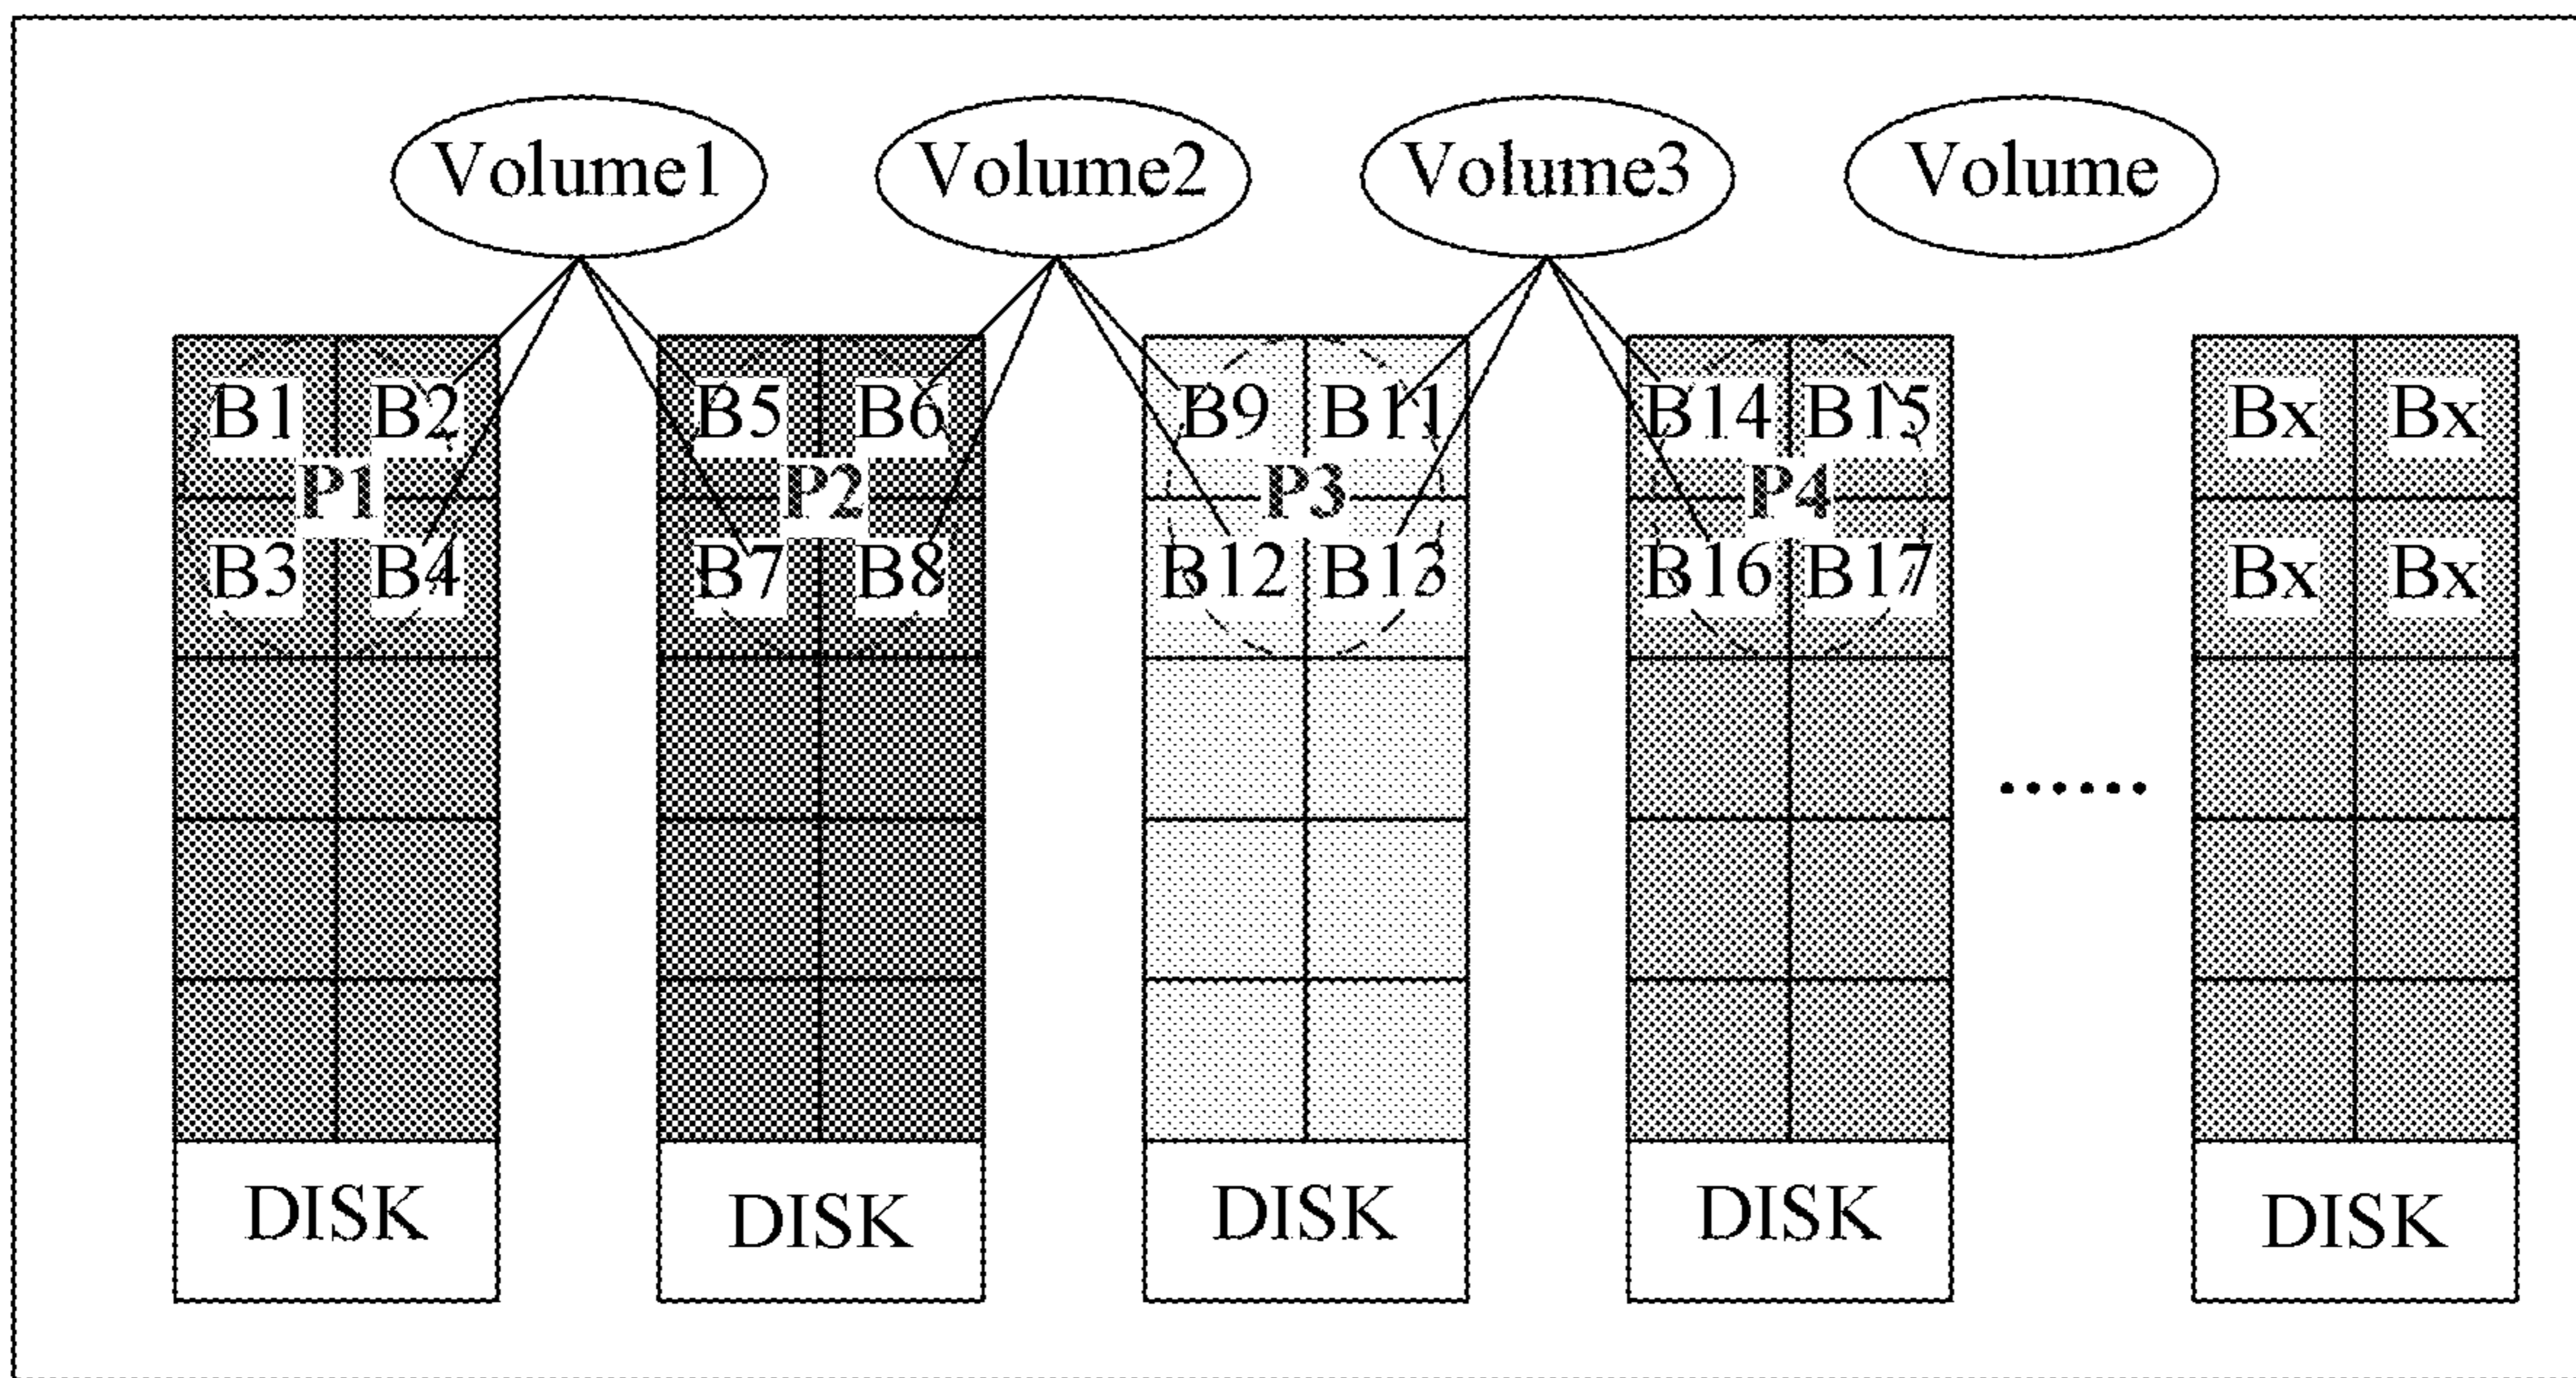 Volume1 Volume2 Volume3 Volume
B1 B2 B5 B6 B9 B11 B14 B15 Bx Bx
P1 P2 P3 P4
B3 B4 B7 B8 B12 B13 B16 B17 Bx Bx
......
DISK DISK DISK DISK DISK